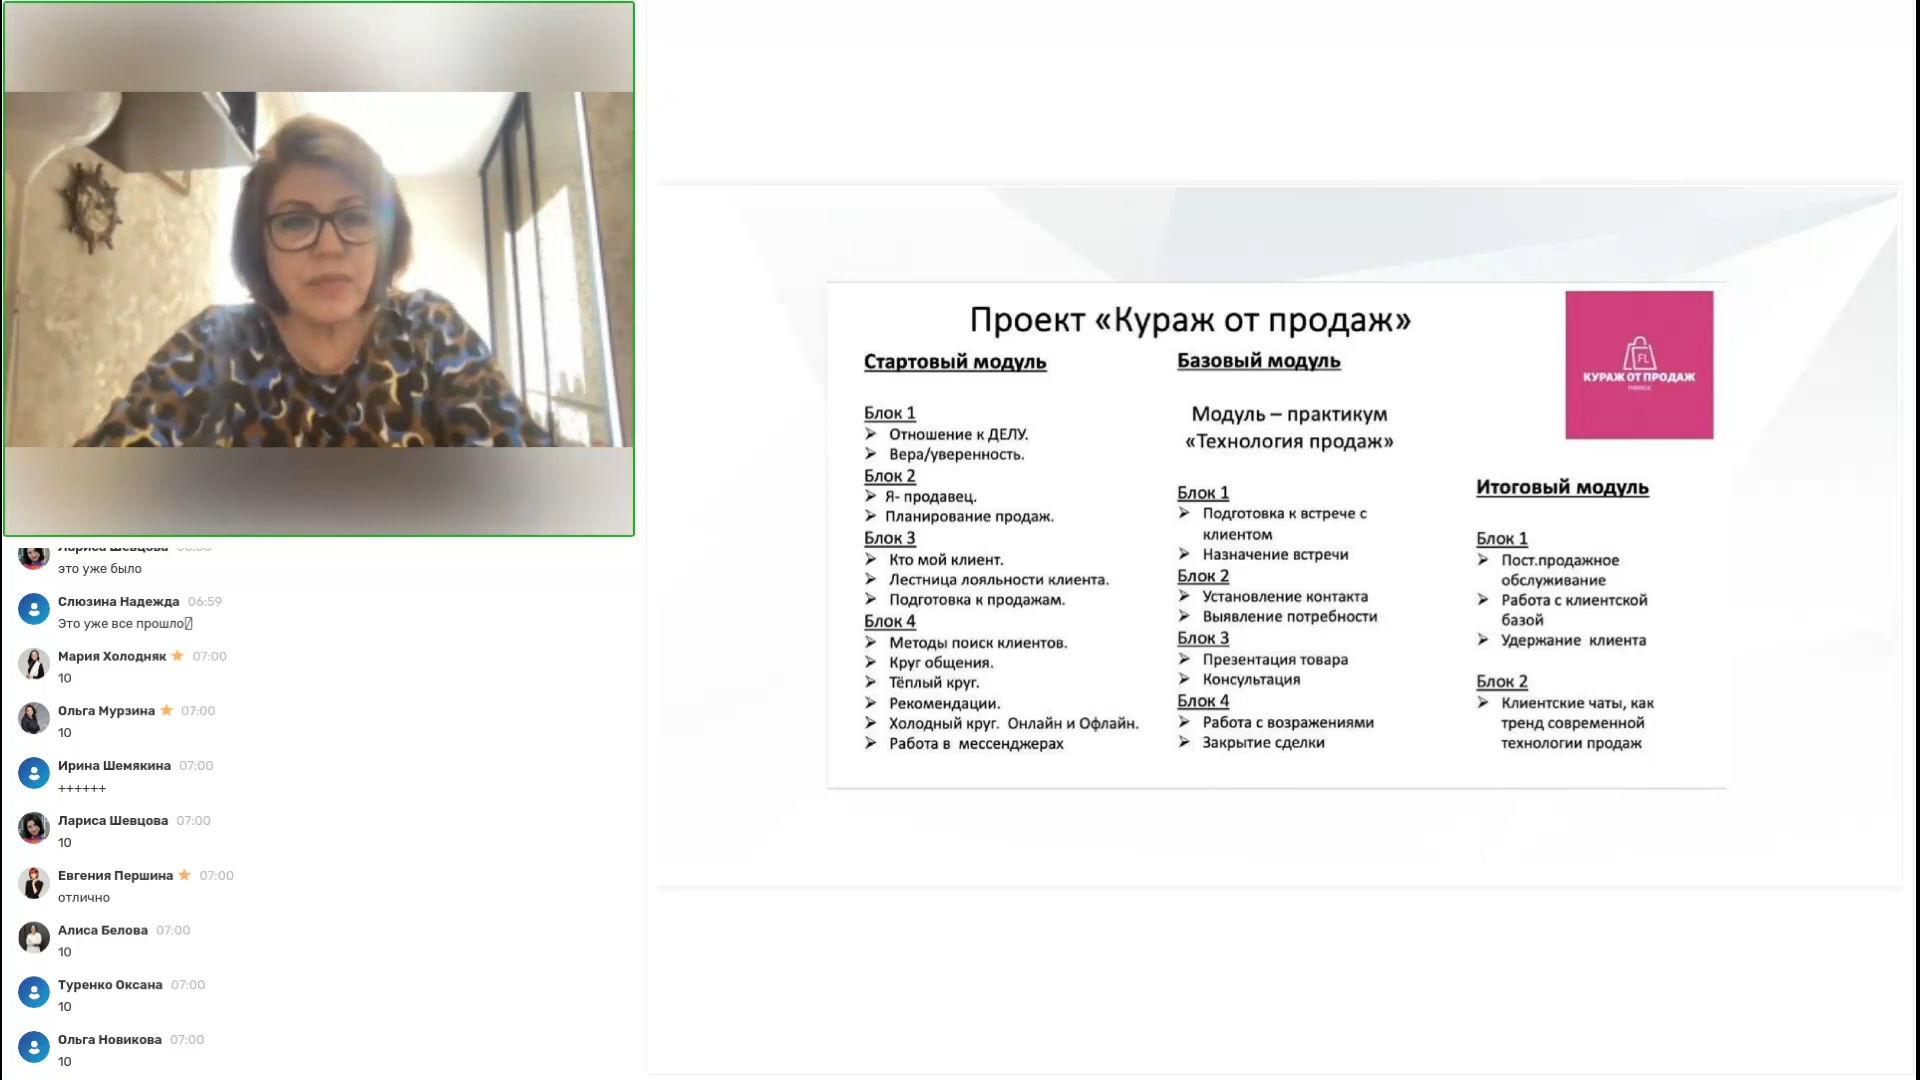 Лариса Шевцова
это уже было
Слюзина Надежда 06:59
Это уже все прошло
Мария Холодняк 07:00
10
Ольга Мурзина 07:00
10
Ирина Шемякина 07:00
++++++
Лариса Шевцова 07:00
10
Евгения Першина 07:00
отлично
Алиса Белова 07:00
10
Туренко Оксана 07:00
10
Ольга Новикова 07:00
10
Проект «Кураж от продаж»
Стартовый модуль
Блок 1
Отношение к ДЕЛУ.
Вера/уверенность.
Блок 2
Я- продавец.
Планирование продаж.
Блок 3
Кто мой клиент.
Лестница лояльности клиента.
Подготовка к продажам.
Блок 4
Методы поиск клиентов.
Круг общения.
Тёплый круг.
Рекомендации.
Холодный круг. Онлайн и Офлайн.
Работа в мессенджерах
Базовый модуль
Модуль – практикум
«Технология продаж»
Блок 1
Подготовка к встрече с
клиентом
Назначение встречи
Блок 2
Установление контакта
Выявление потребности
Блок 3
Презентация товара
Консультация
Блок 4
Работа с возражениями
Закрытие сделки
FL
КУРАЖ ОТ ПРОДАЖ
Итоговый модуль
Блок 1
Пост.продажное
обслуживание
Работа с клиентской
базой
Удержание клиента
Блок 2
Клиентские чаты, как
тренд современной
технологии продаж